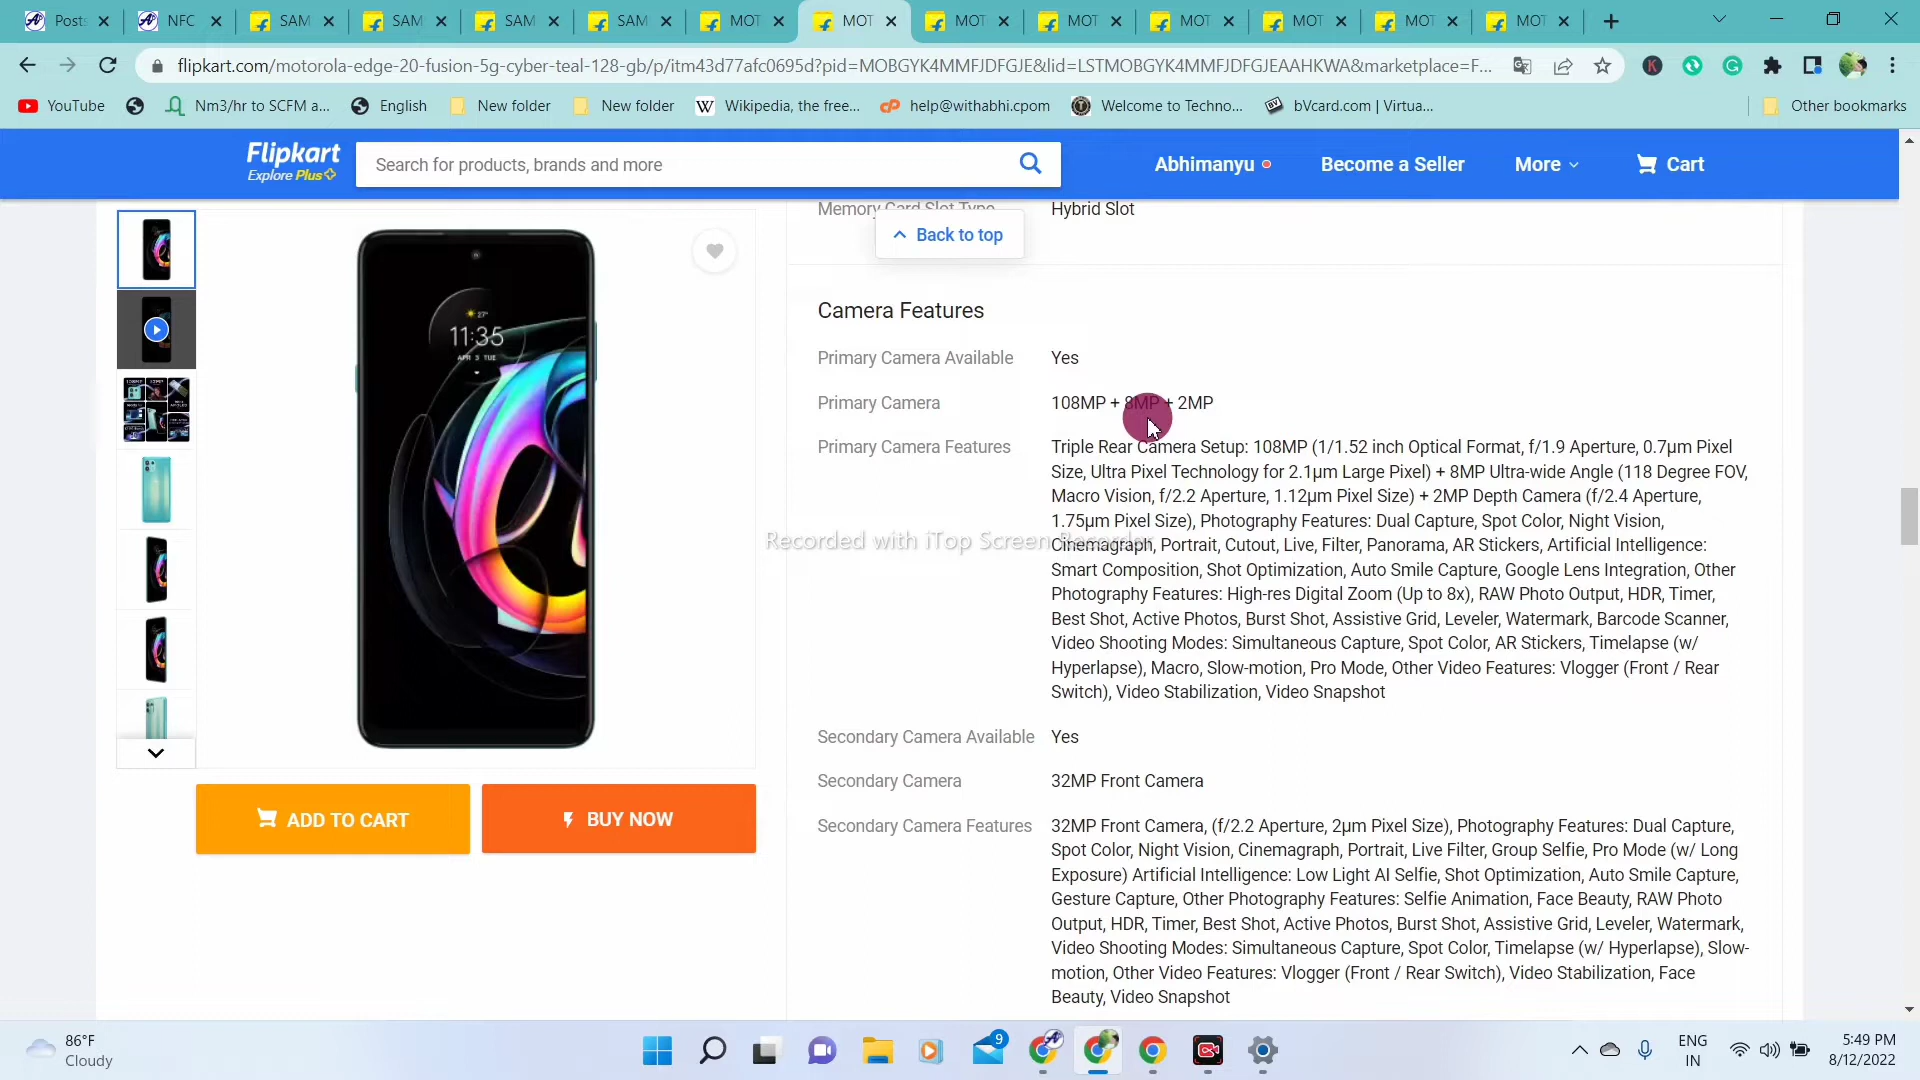 Posts
NFC
SAM
SAM
SAM
SAM
MOT
MOT
MOT
MOT
MOT
MOT
MOT
MOT
flipkart.com/motorola-edge-20-fusion-5g-cyber-teal-128-gb/p/itm43d77afc0695d?pid=MOBGYK4MMFJDFGJE&lid=LSTMOBGYK4MMFJDFGJEAAHKWA&marketplace=F...
YouTube
Nm3/hr to SCFM a...
English
New folder
New folder
Wikipedia, the free...
help@withabhi.cpom
Welcome to Techno...
bVcard.com | Virtua...
Other bookmarks
Flipkart
Explore Plus
Search for products, brands and more
Abhimanyu
Become a Seller
More
Cart
Memory Card Slot Type Hybrid Slot
Back to top
Camera Features
Primary Camera Available Yes
Primary Camera 108MP + 8MP + 2MP
Primary Camera Features Triple Rear Camera Setup: 108MP (1/1.52 inch Optical Format, f/1.9 Aperture, 0.7µm Pixel
Size, Ultra Pixel Technology for 2.1µm Large Pixel) + 8MP Ultra-wide Angle (118 Degree FOV,
Macro Vision, f/2.2 Aperture, 1.12µm Pixel Size) + 2MP Depth Camera (f/2.4 Aperture,
1.75µm Pixel Size), Photography Features: Dual Capture, Spot Color, Night Vision,
Cinemagraph, Portrait, Cutout, Live, Filter, Panorama, AR Stickers, Artificial Intelligence:
Smart Composition, Shot Optimization, Auto Smile Capture, Google Lens Integration, Other
Photography Features: High-res Digital Zoom (Up to 8x), RAW Photo Output, HDR, Timer,
Best Shot, Active Photos, Burst Shot, Assistive Grid, Leveler, Watermark, Barcode Scanner,
Video Shooting Modes: Simultaneous Capture, Spot Color, AR Stickers, Timelapse (w/
Hyperlapse), Macro, Slow-motion, Pro Mode, Other Video Features: Vlogger (Front / Rear
Switch), Video Stabilization, Video Snapshot
Secondary Camera Available Yes
Secondary Camera 32MP Front Camera
Secondary Camera Features 32MP Front Camera, (f/2.2 Aperture, 2µm Pixel Size), Photography Features: Dual Capture,
Spot Color, Night Vision, Cinemagraph, Portrait, Live Filter, Group Selfie, Pro Mode (w/ Long
Exposure) Artificial Intelligence: Low Light AI Selfie, Shot Optimization, Auto Smile Capture,
Gesture Capture, Other Photography Features: Selfie Animation, Face Beauty, RAW Photo
Output, HDR, Timer, Best Shot, Active Photos, Burst Shot, Assistive Grid, Leveler, Watermark,
Video Shooting Modes: Simultaneous Capture, Spot Color, Timelapse (w/ Hyperlapse), Slow-
motion, Other Video Features: Vlogger (Front / Rear Switch), Video Stabilization, Face
Beauty, Video Snapshot
27°
11:35
APR 3 TUE
Recorded with iTop Screen Recorder
ADD TO CART
BUY NOW
86°F
Cloudy
9
ENG
IN
5:49 PM
8/12/2022